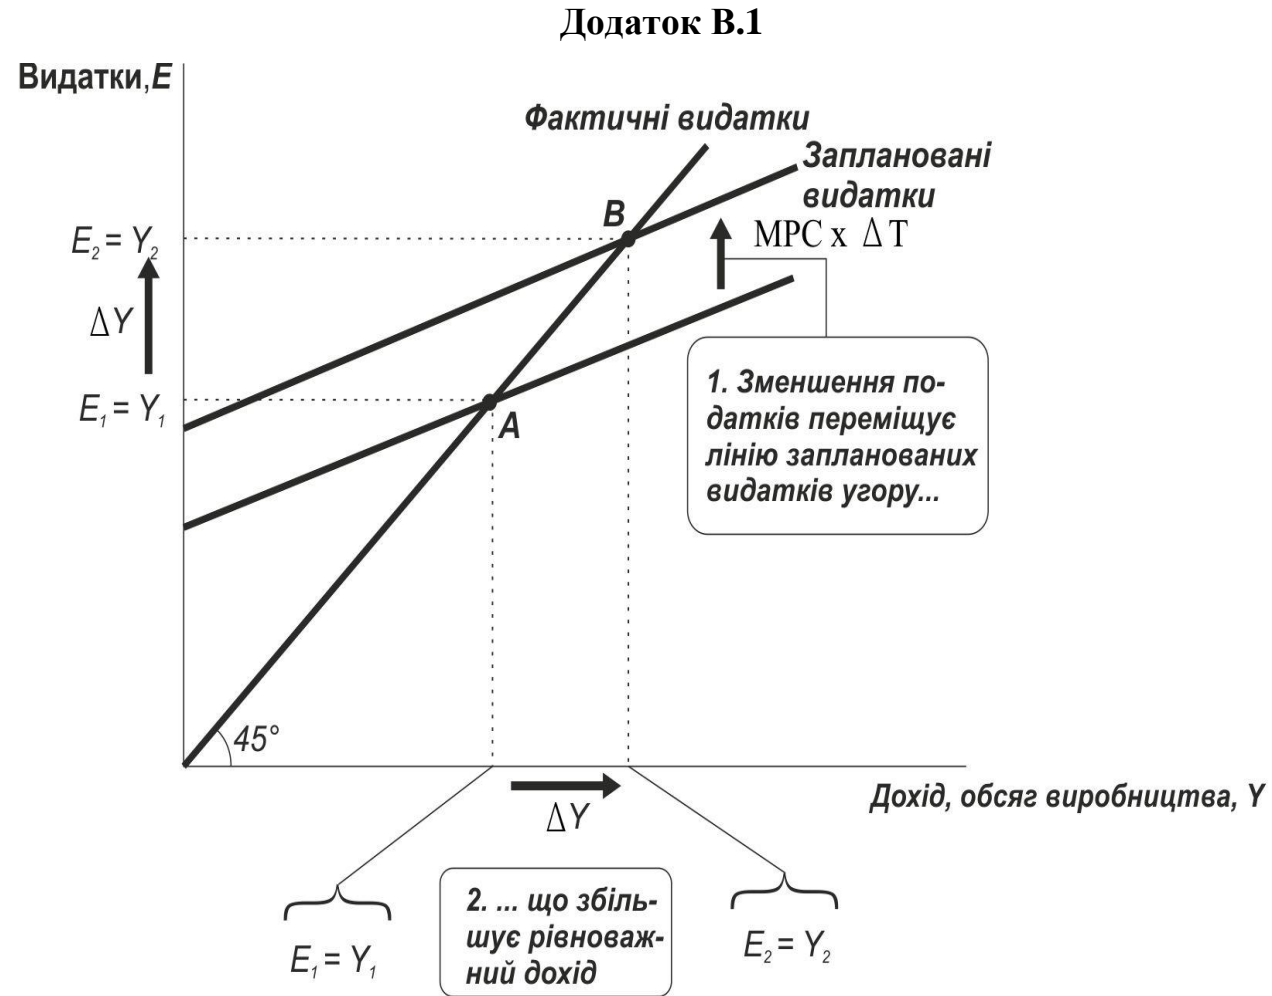 Додаток В.1
Видатки,E
Фактичні видатки
Заплановані
видатки
B
E₂ = Y₂
MPC x Δ T
ΔY
E₁ = Y₁
A
1. Зменшення по-
датків переміщує
лінію запланованих
видатків угору...
45°
Дохід, обсяг виробництва, Y
ΔY
E₁ = Y₁
2. ... що збіль-
шує рівноваж-
ний дохід
E₂ = Y₂